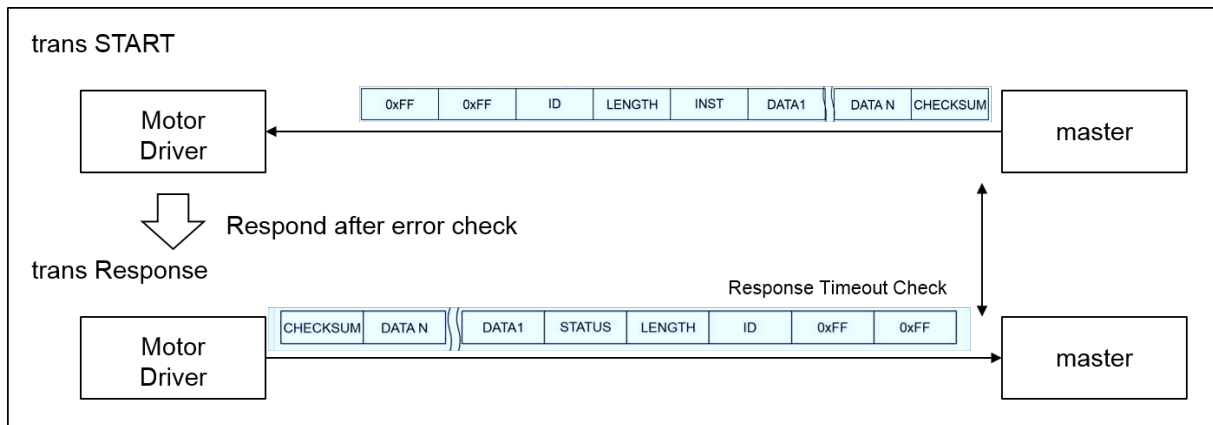 trans START
0xFF 0xFF ID LENGTH INST DATA1 DATA N CHECKSUM
Motor
Driver
master
Respond after error check
trans Response
Response Timeout Check
CHECKSUM DATA N DATA1 STATUS LENGTH ID 0xFF 0xFF
Motor
Driver
master